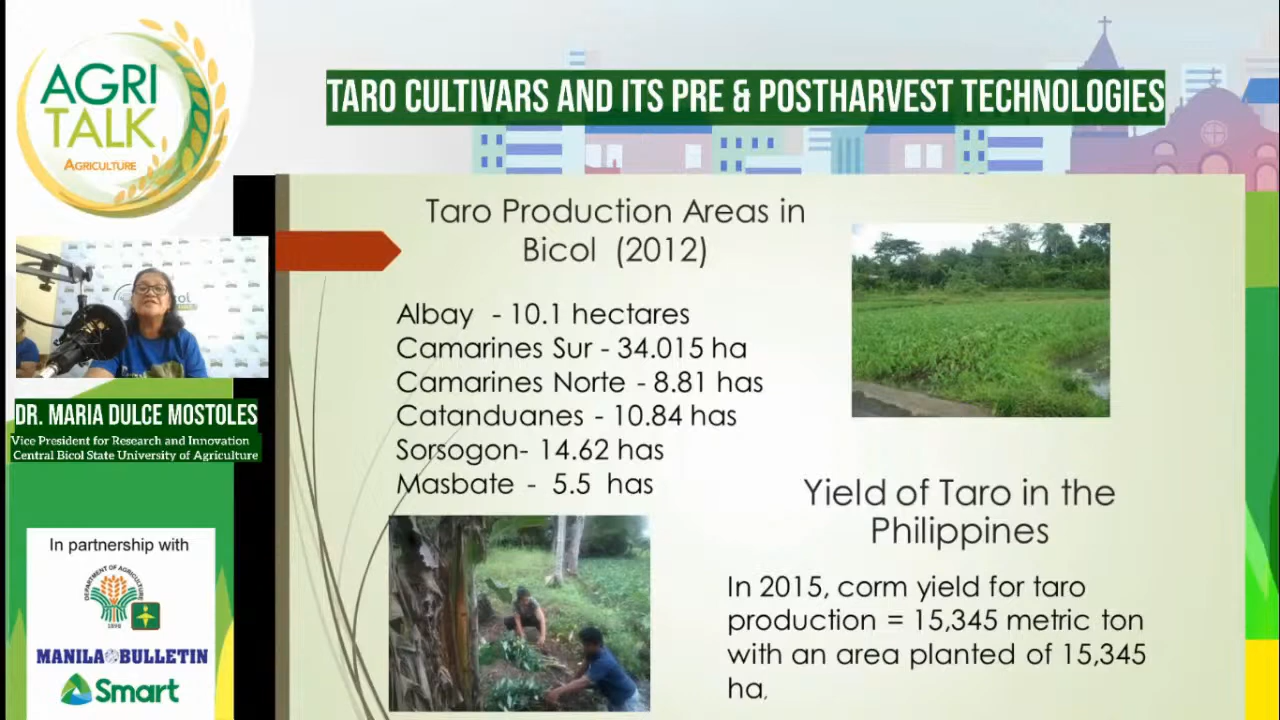 AGRI
TALK
AGRICULTURE
TARO CULTIVARS AND ITS PRE & POSTHARVEST TECHNOLOGIES
Taro Production Areas in
Bicol (2012)
Albay - 10.1 hectares
Camarines Sur - 34.015 ha
Camarines Norte - 8.81 has
Catanduanes - 10.84 has
Sorsogon- 14.62 has
Masbate - 5.5 has
Yield of Taro in the
Philippines
In 2015, corm yield for taro
production = 15,345 metric ton
with an area planted of 15,345
ha.
DR. MARIA DULCE MOSTOLES
Vice President for Research and Innovation
Central Bicol State University of Agriculture
In partnership with
DEPARTMENT OF AGRICULTURE
1898
MANILA BULLETIN
Smart